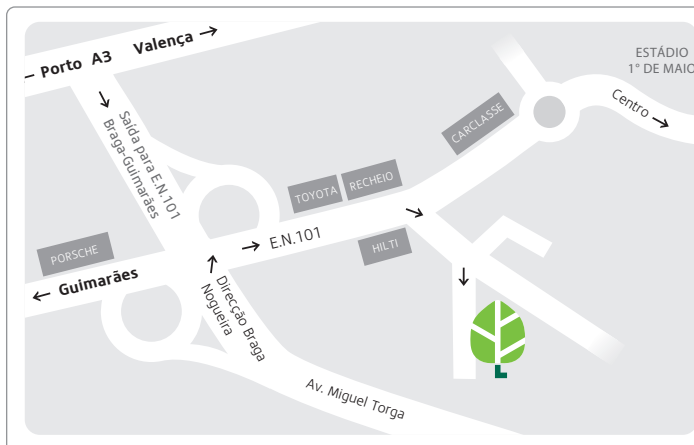 Porto A3 Valença
ESTÁDIO
1° DE MAIO
Centro
CARCLASSE
Saída para E.N.101
Braga-Guimarães
TOYOTA
RECHEIO
E.N.101
HILTI
PORSCHE
Guimarães
Direcção Braga
Nogueira
Av. Miguel Torga